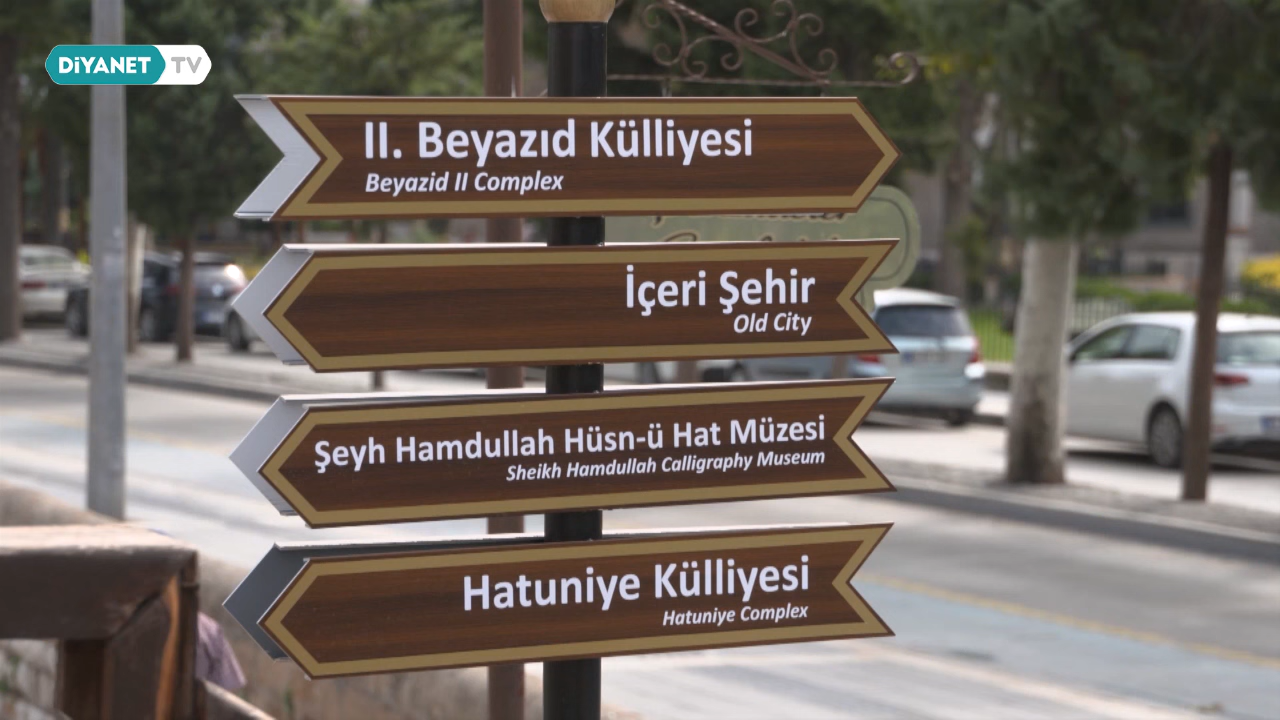 DİYANET TV
II. Beyazıd Külliyesi
Beyazid II Complex
İçeri Şehir
Old City
Şeyh Hamdullah Hüsn-ü Hat Müzesi
Sheikh Hamdullah Calligraphy Museum
Hatuniye Külliyesi
Hatuniye Complex